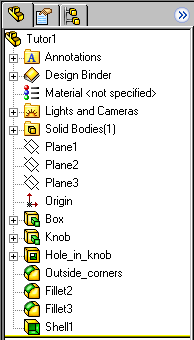 Tutor1
Annotations
Design Binder
Material <not specified>
Lights and Cameras
Solid Bodies(1)
Plane1
Plane2
Plane3
Origin
Box
Knob
Hole_in_knob
Outside_corners
Fillet2
Fillet3
Shell1